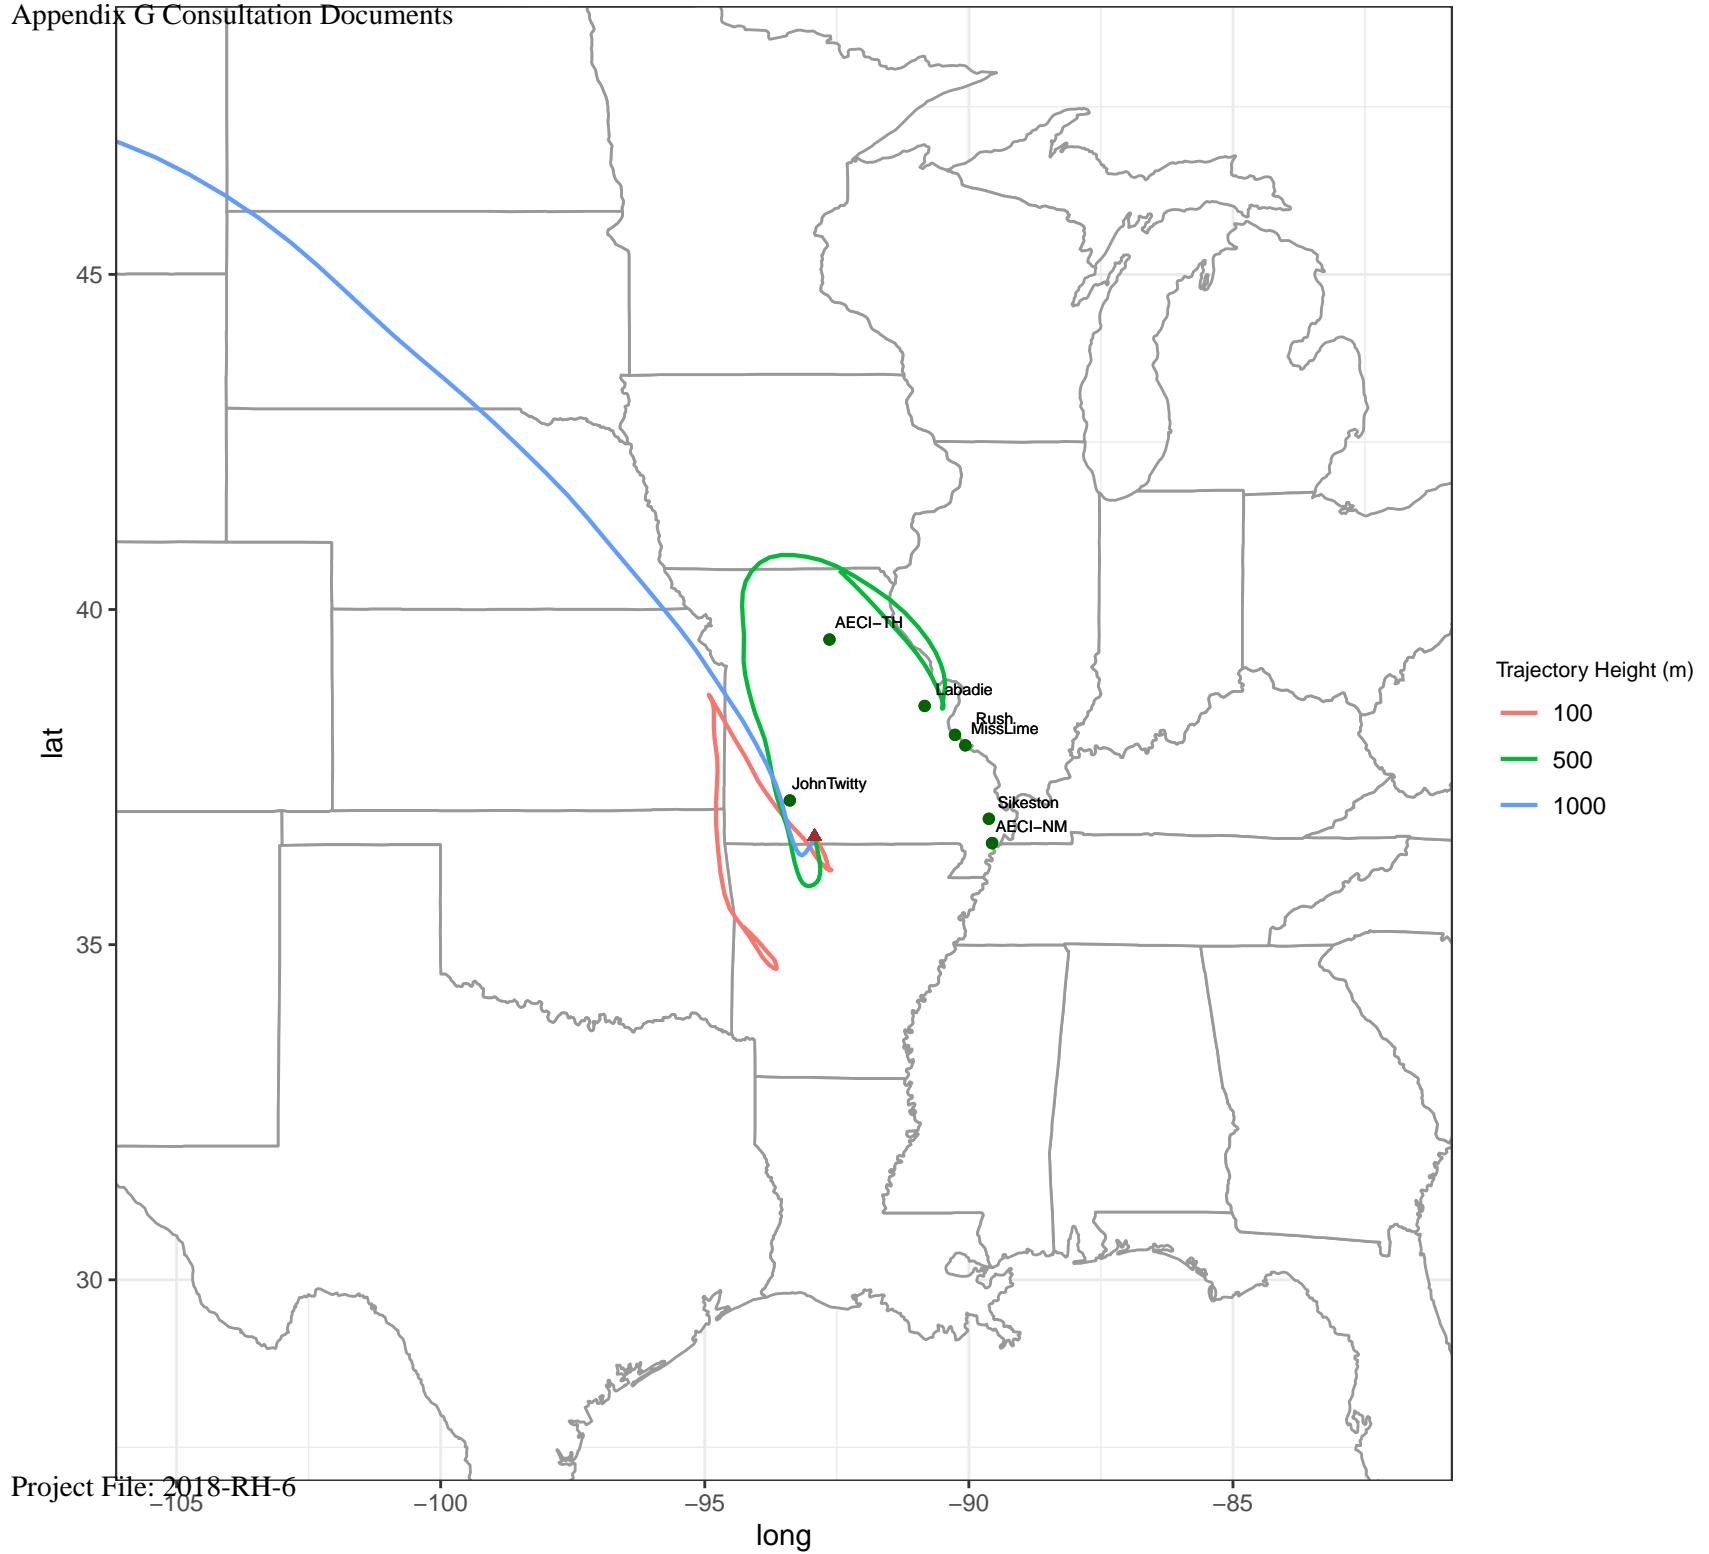 Appendix G Consultation Documents
45
40
35
30
lat
AECI−TH
Labadie
Rush
MissLime
JohnTwitty
Sikeston
AECI−NM
Trajectory Height (m)
100
500
1000
Project File: 2018-RH-6
−105
−100
−95
−90
−85
long